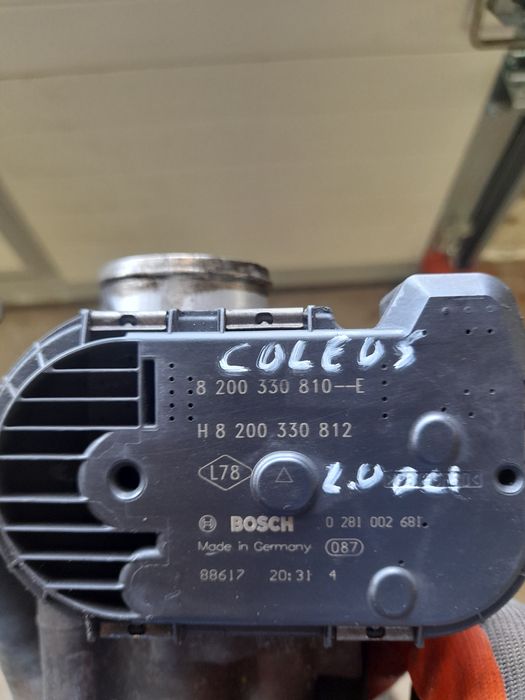 COLEOS
8 200 330 810--E
H 8 200 330 812
L78
2.0 DCI
BOSCH 0 281 002 681
Made in Germany 087
88617 20:31 4